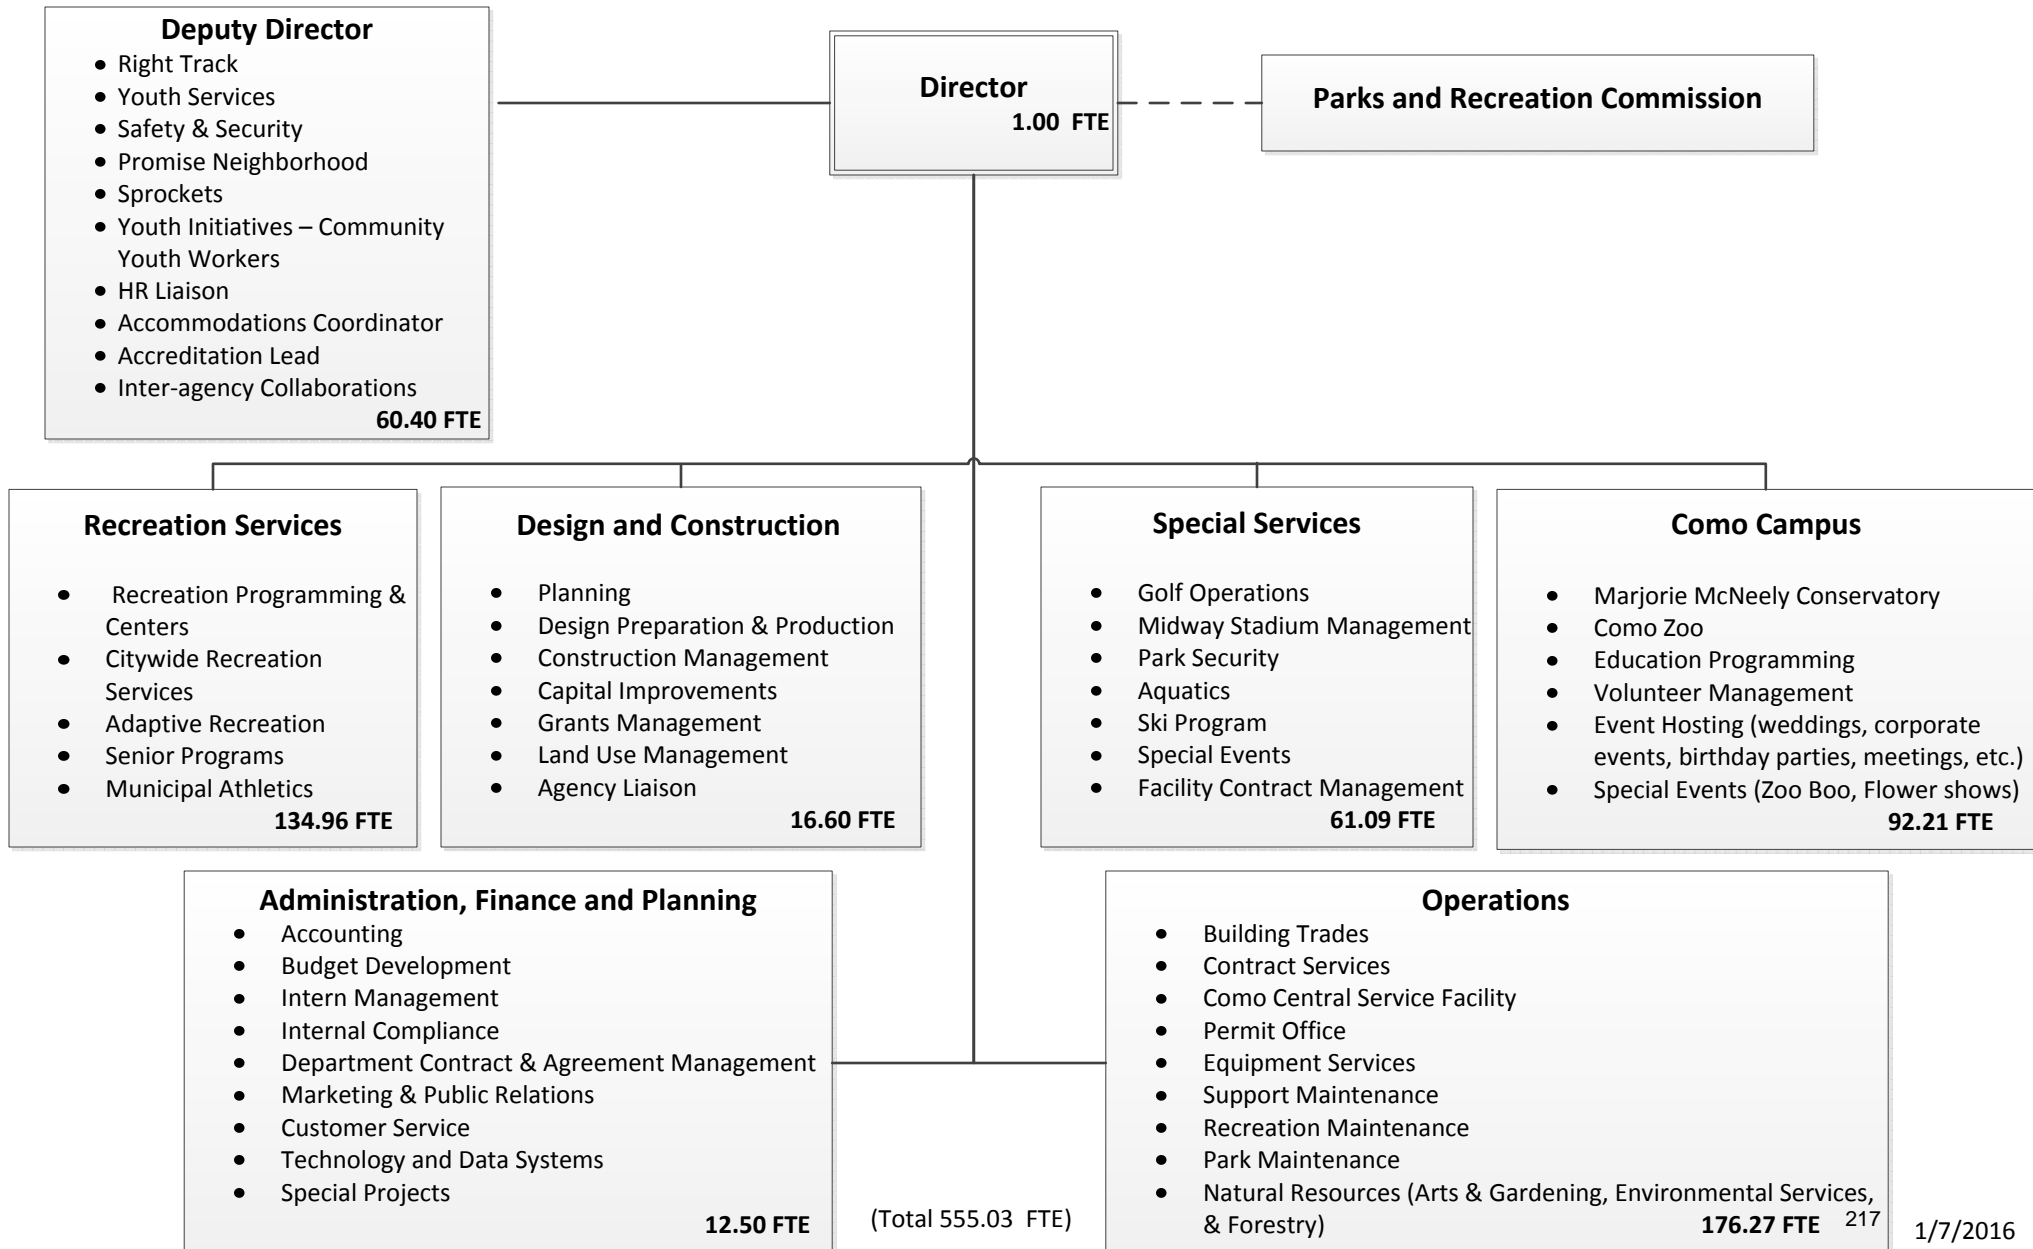 Deputy Director
• Right Track
• Youth Services
• Safety & Security
• Promise Neighborhood
• Sprockets
• Youth Initiatives – Community
Youth Workers
• HR Liaison
• Accommodations Coordinator
• Accreditation Lead
• Inter-agency Collaborations
60.40 FTE
Director
1.00 FTE
Parks and Recreation Commission
Recreation Services
• Recreation Programming &
Centers
• Citywide Recreation
Services
• Adaptive Recreation
• Senior Programs
• Municipal Athletics
134.96 FTE
Design and Construction
• Planning
• Design Preparation & Production
• Construction Management
• Capital Improvements
• Grants Management
• Land Use Management
• Agency Liaison
16.60 FTE
Special Services
• Golf Operations
• Midway Stadium Management
• Park Security
• Aquatics
• Ski Program
• Special Events
• Facility Contract Management
61.09 FTE
Como Campus
• Marjorie McNeely Conservatory
• Como Zoo
• Education Programming
• Volunteer Management
• Event Hosting (weddings, corporate
events, birthday parties, meetings, etc.)
• Special Events (Zoo Boo, Flower shows)
92.21 FTE
Administration, Finance and Planning
• Accounting
• Budget Development
• Intern Management
• Internal Compliance
• Department Contract & Agreement Management
• Marketing & Public Relations
• Customer Service
• Technology and Data Systems
• Special Projects
12.50 FTE
(Total 555.03 FTE)
Operations
• Building Trades
• Contract Services
• Como Central Service Facility
• Permit Office
• Equipment Services
• Support Maintenance
• Recreation Maintenance
• Park Maintenance
• Natural Resources (Arts & Gardening, Environmental Services,
& Forestry)
176.27 FTE
217
1/7/2016